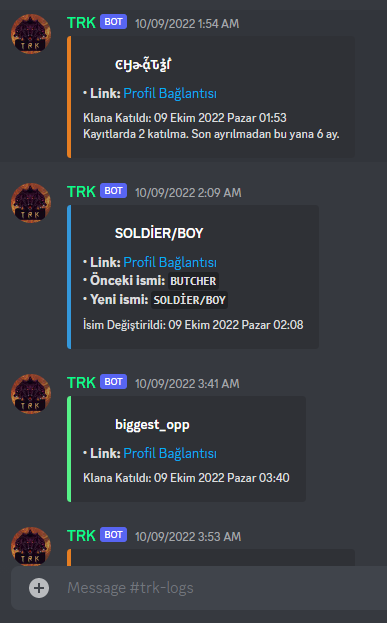 TRK BOT 10/09/2022 1:54 AM
• Link: Profil Bağlantısı
Klana Katıldı: 09 Ekim 2022 Pazar 01:53
Kayıtlarda 2 katılma. Son ayrılmadan bu yana 6 ay.
TRK BOT 10/09/2022 2:09 AM
SOLDİER/BOY
• Link: Profil Bağlantısı
• Önceki ismi: BUTCHER
• Yeni ismi: SOLDİER/BOY
İsim Değiştirildi: 09 Ekim 2022 Pazar 02:08
TRK BOT 10/09/2022 3:41 AM
biggest_opp
• Link: Profil Bağlantısı
Klana Katıldı: 09 Ekim 2022 Pazar 03:40
TRK BOT 10/09/2022 3:53 AM
Message #trk-logs